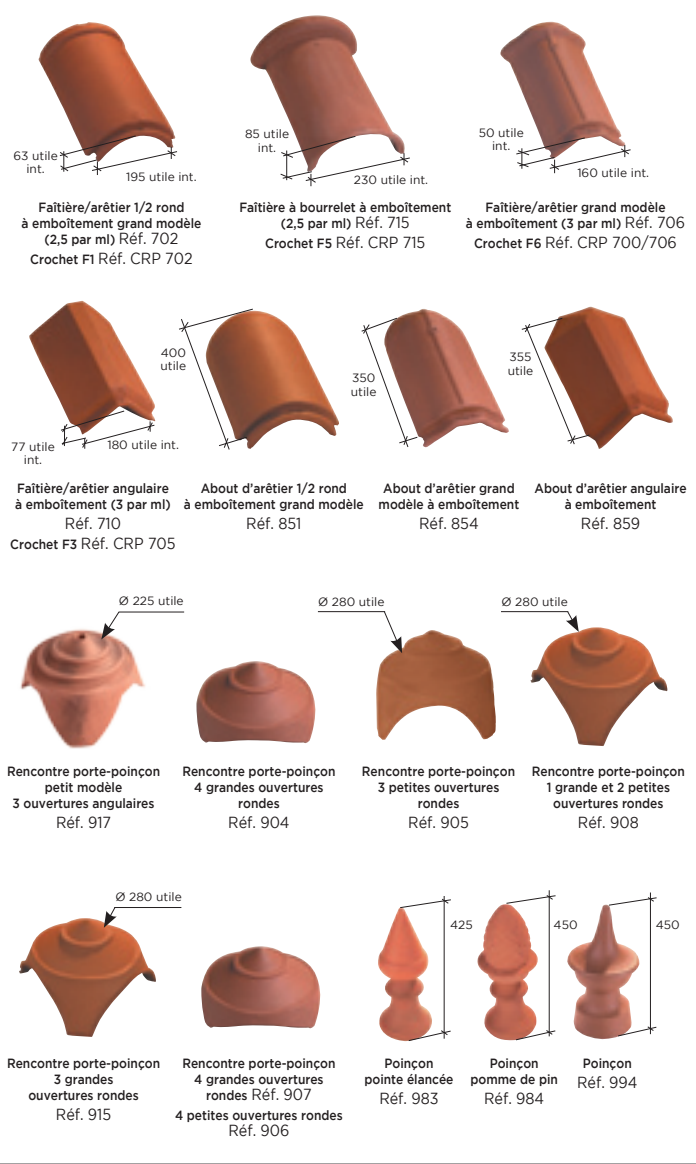 63 utile
int.
195 utile int.
Faîtière/arêtier 1/2 rond
à emboîtement grand modèle
(2,5 par ml) Réf. 702
Crochet F1 Réf. CRP 702
85 utile
int.
230 utile int.
Faîtière à bourrelet à emboîtement
(2,5 par ml) Réf. 715
Crochet F5 Réf. CRP 715
50 utile
int.
160 utile int.
Faîtière/arêtier grand modèle
à emboîtement (3 par ml) Réf. 706
Crochet F6 Réf. CRP 700/706
77 utile
int.
180 utile int.
Faîtière/arêtier angulaire
à emboîtement (3 par ml)
Réf. 710
Crochet F3 Réf. CRP 705
400
utile
About d'arêtier 1/2 rond
à emboîtement grand modèle
Réf. 851
350
utile
About d'arêtier grand
modèle à emboîtement
Réf. 854
355
utile
About d'arêtier angulaire
à emboîtement
Réf. 859
Ø 225 utile
Rencontre porte-poinçon
petit modèle
3 ouvertures angulaires
Réf. 917
Rencontre porte-poinçon
4 grandes ouvertures
rondes
Réf. 904
Ø 280 utile
Rencontre porte-poinçon
3 petites ouvertures
rondes
Réf. 905
Ø 280 utile
Rencontre porte-poinçon
1 grande et 2 petites
ouvertures rondes
Réf. 908
Ø 280 utile
Rencontre porte-poinçon
3 grandes
ouvertures rondes
Réf. 915
Rencontre porte-poinçon
4 grandes ouvertures
rondes Réf. 907
4 petites ouvertures rondes
Réf. 906
425
Poinçon
pointe élancée
Réf. 983
450
Poinçon
pomme de pin
Réf. 984
450
Poinçon
Réf. 994